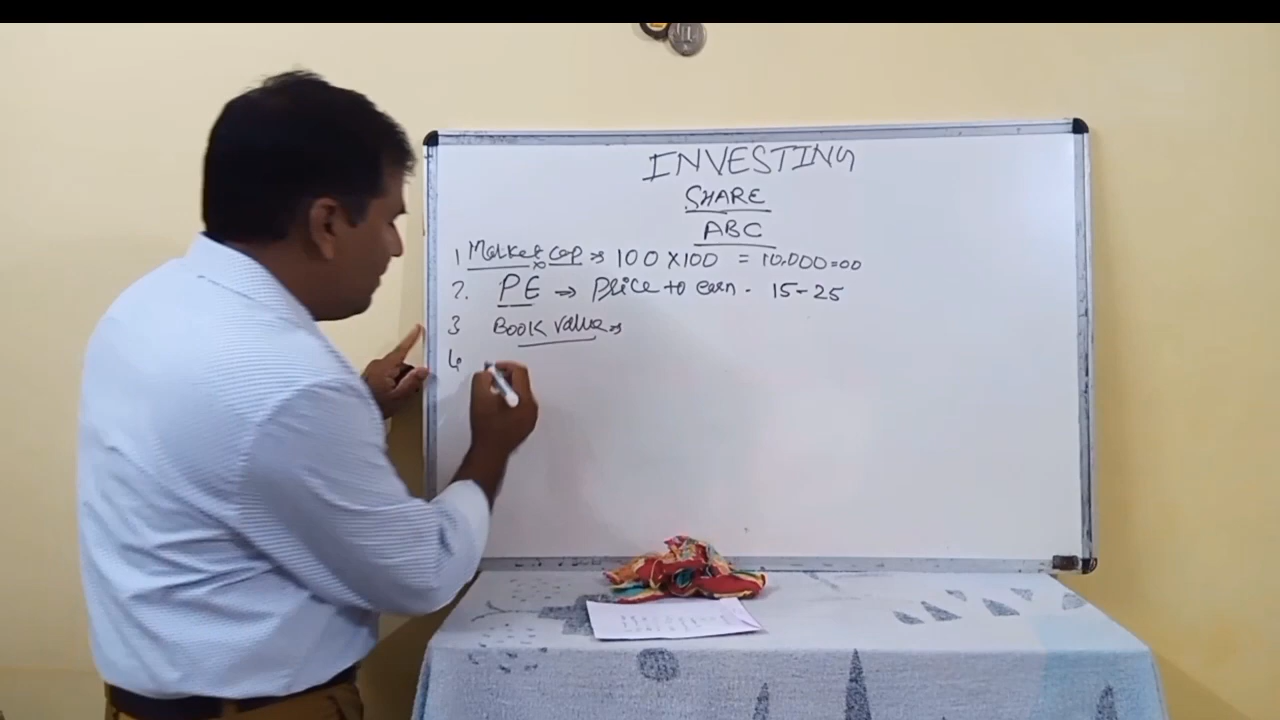 INVESTING
SHARE
ABC
1 Market cap ⇒ 100 X 100 = 10,000=00
2. PE ⇒ Price to earn - 15-25
3 Book value ⇒
4